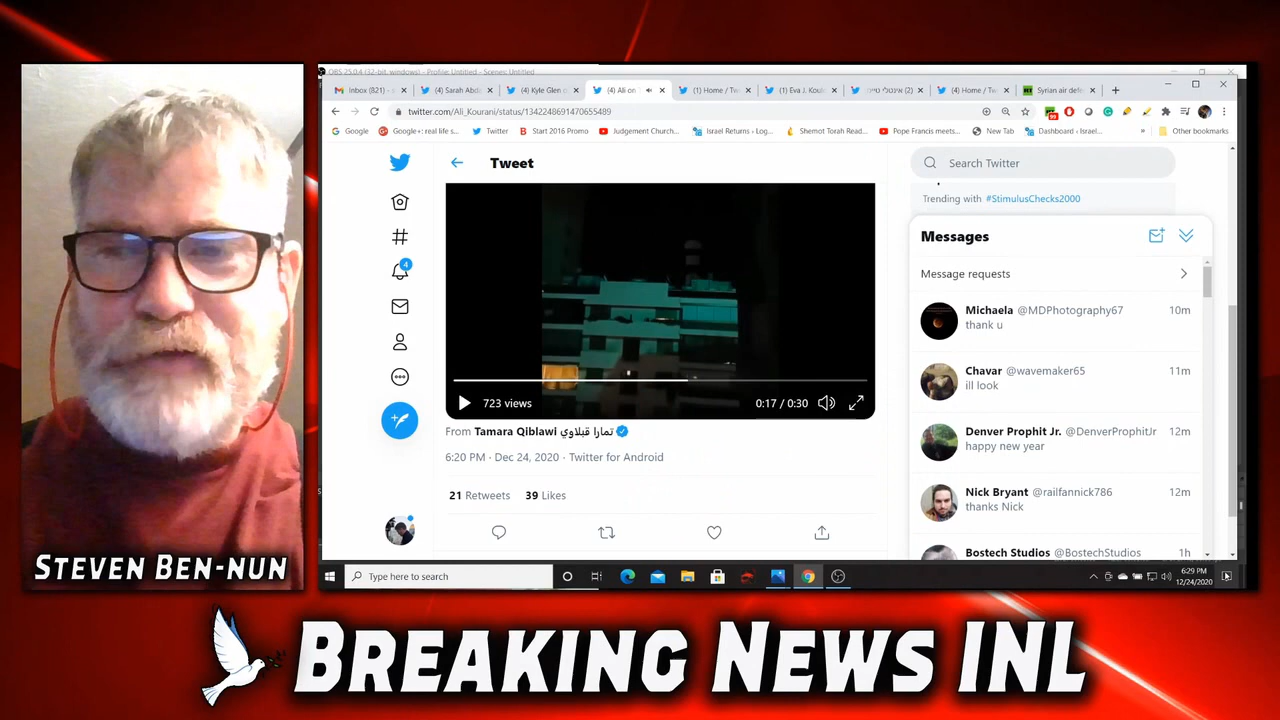 OBS 25.0.4 (32-bit, windows) - Profile: Untitled - Scenes: Untitled
Inbox (821) -
(4) Sarah Abda
(4) Kyle Glen o
(4) Ali on
(1) Home / Tw
(1) Eva J. Kou
(4) Home / Tw
Syrian air defe
twitter.com/Ali_Kourani/status/1342248691470655489
99
Google
Google+: real life s...
Twitter
Start 2016 Promo
Judgement Church...
Israel Returns › Log...
Shemot Torah Read...
Pope Francis meets...
New Tab
Dashboard ‹ Israel...
»
Other bookmarks
Tweet
Search Twitter
Trending with #StimulusChecks2000
Messages
Message requests
4
Michaela @MDPhotography67 10m
thank u
Chavar @wavemaker65 11m
ill look
Denver Prophit Jr. @DenverProphitJr 12m
happy new year
Nick Bryant @railfannick786 12m
thanks Nick
Bostech Studios @BostechStudios 1h
723 views
0:17 / 0:30
From Tamara Qiblawi تمارا قبلاوي
6:20 PM · Dec 24, 2020 · Twitter for Android
21 Retweets 39 Likes
Type here to search
6:29 PM
12/24/2020
STEVEN BEN-NUN
BREAKING NEWS INL